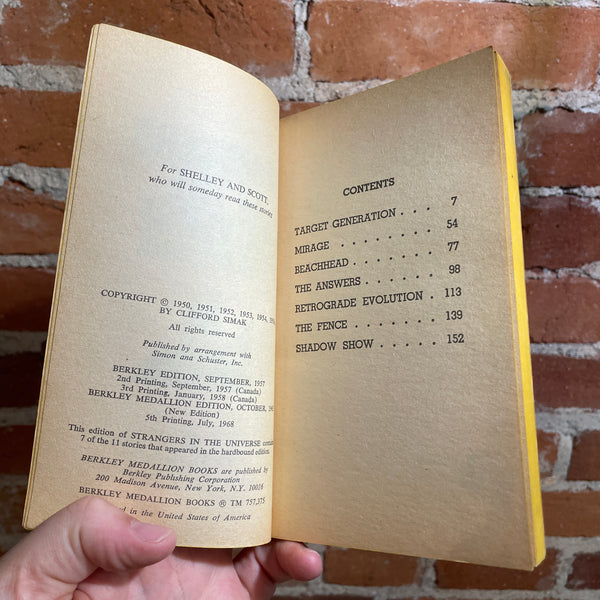 For SHELLEY AND SCOTT,
who will someday read these stories
COPYRIGHT © 1950, 1951, 1952, 1953, 1954, 
BY CLIFFORD SIMAK
All rights reserved
Published by arrangement with
Simon and Schuster, Inc.
BERKLEY EDITION, SEPTEMBER, 1957
2nd Printing, September, 1957 (Canada)
3rd Printing, January, 1958 (Canada)
BERKLEY MEDALLION EDITION, OCTOBER,
(New Edition)
5th Printing, July, 1968
This edition of STRANGERS IN THE UNIVERSE
7 of the 11 stories that appeared in the hardbound edition.
BERKLEY MEDALLION BOOKS are published by
Berkley Publishing Corporation
200 Madison Avenue, New York, N.Y. 10016
BERKLEY MEDALLION BOOKS ® TM 757,375
in the United States of America
CONTENTS
TARGET GENERATION . . . 7
MIRAGE . . . . . . . . 54
BEACHHEAD . . . . . . . 77
THE ANSWERS . . . . . . . 98
RETROGRADE EVOLUTION . 113
THE FENCE . . . . . . . 139
SHADOW SHOW . . . . . 152